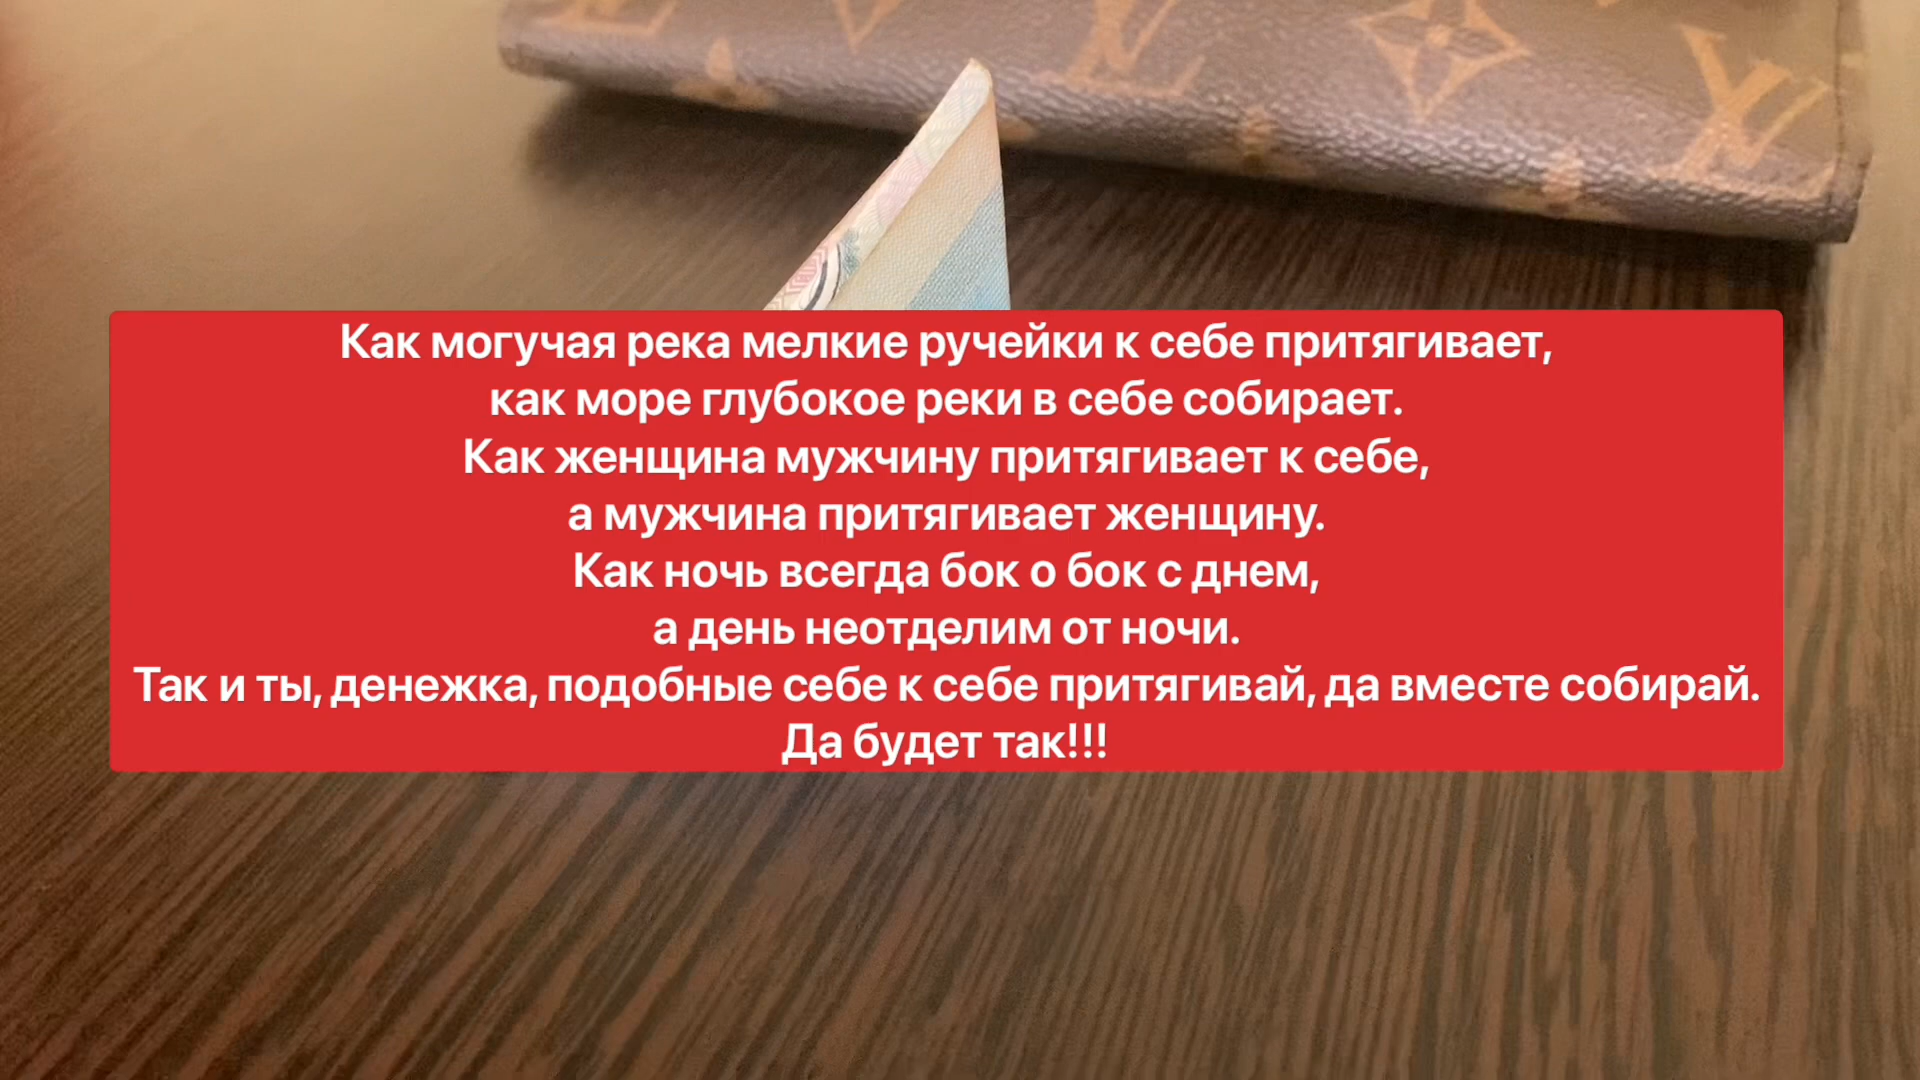 Как могучая река мелкие ручейки к себе притягивает,
как море глубокое реки в себе собирает.
Как женщина мужчину притягивает к себе,
а мужчина притягивает женщину.
Как ночь всегда бок о бок с днем,
а день неотделим от ночи.
Так и ты, денежка, подобные себе к себе притягивай, да вместе собирай.
Да будет так!!!